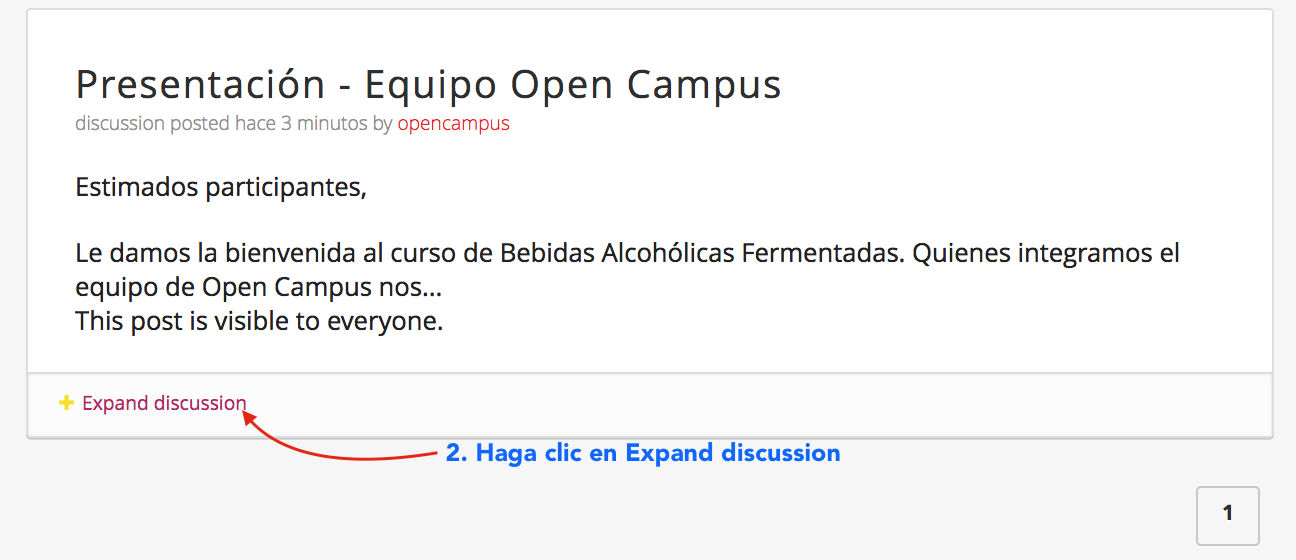 Presentación - Equipo Open Campus
discussion posted hace 3 minutos by opencampus
Estimados participantes,
Le damos la bienvenida al curso de Bebidas Alcohólicas Fermentadas. Quienes integramos el
equipo de Open Campus nos...
This post is visible to everyone.
Expand discussion
2. Haga clic en Expand discussion
1